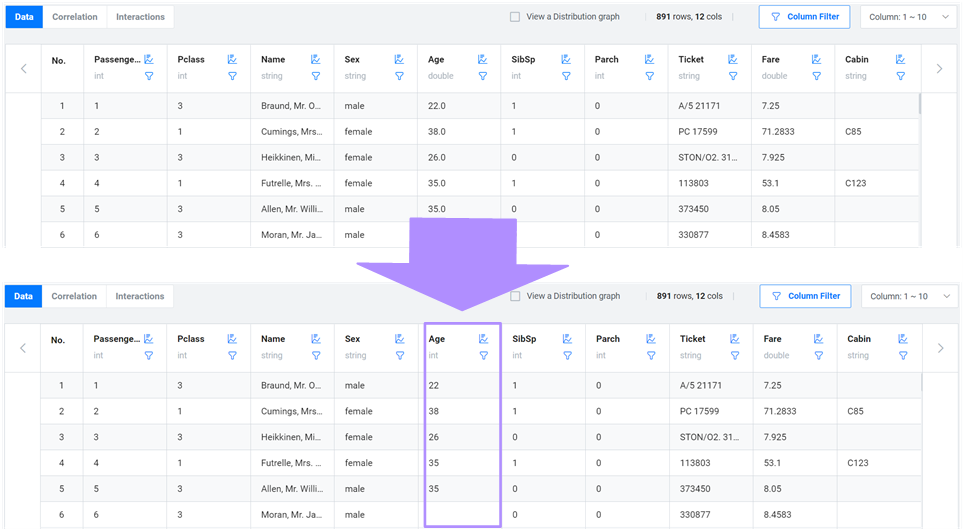 Data Correlation Interactions View a Distribution graph 891 rows, 12 cols Column Filter Column: 1 ~ 10
No. Passenge... Pclass Name Sex Age SibSp Parch Ticket Fare Cabin
int int string string double int int string double string
1 1 3 Braund, Mr. O... male 22.0 1 0 A/5 21171 7.25
2 2 1 Cumings, Mrs... female 38.0 1 0 PC 17599 71.2833 C85
3 3 3 Heikkinen, Mi... female 26.0 0 0 STON/O2. 31... 7.925
4 4 1 Futrelle, Mrs. ... female 35.0 1 0 113803 53.1 C123
5 5 3 Allen, Mr. Willi... male 35.0 0 0 373450 8.05
6 6 3 Moran, Mr. Ja... male 0 330877 8.4583
Data Correlation Interactions View a Distribution graph 891 rows, 12 cols Column Filter Column: 1 ~ 10
No. Passenge... Pclass Name Sex Age SibSp Parch Ticket Fare Cabin
int int string string int int int string double string
1 1 3 Braund, Mr. O... male 22 1 0 A/5 21171 7.25
2 2 1 Cumings, Mrs... female 38 1 0 PC 17599 71.2833 C85
3 3 3 Heikkinen, Mi... female 26 0 0 STON/O2. 31... 7.925
4 4 1 Futrelle, Mrs. ... female 35 1 0 113803 53.1 C123
5 5 3 Allen, Mr. Willi... male 35 0 0 373450 8.05
6 6 3 Moran, Mr. Ja... male 0 0 330877 8.4583